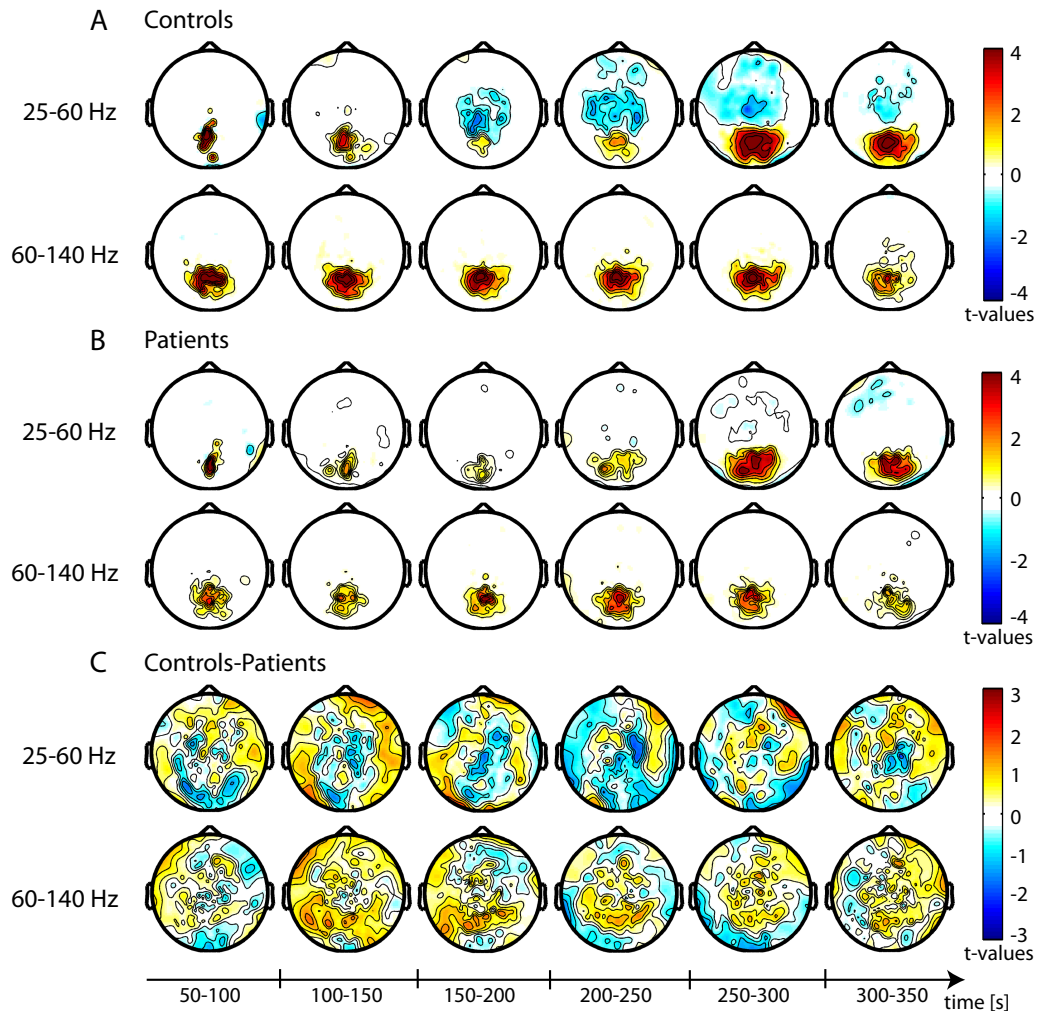 A Controls
25-60 Hz
60-140 Hz
4
2
0
-2
-4
t-values
B Patients
25-60 Hz
60-140 Hz
4
2
0
-2
-4
t-values
C Controls-Patients
25-60 Hz
60-140 Hz
3
2
1
0
-1
-2
-3
t-values
50-100 100-150 150-200 200-250 250-300 300-350 time [s]